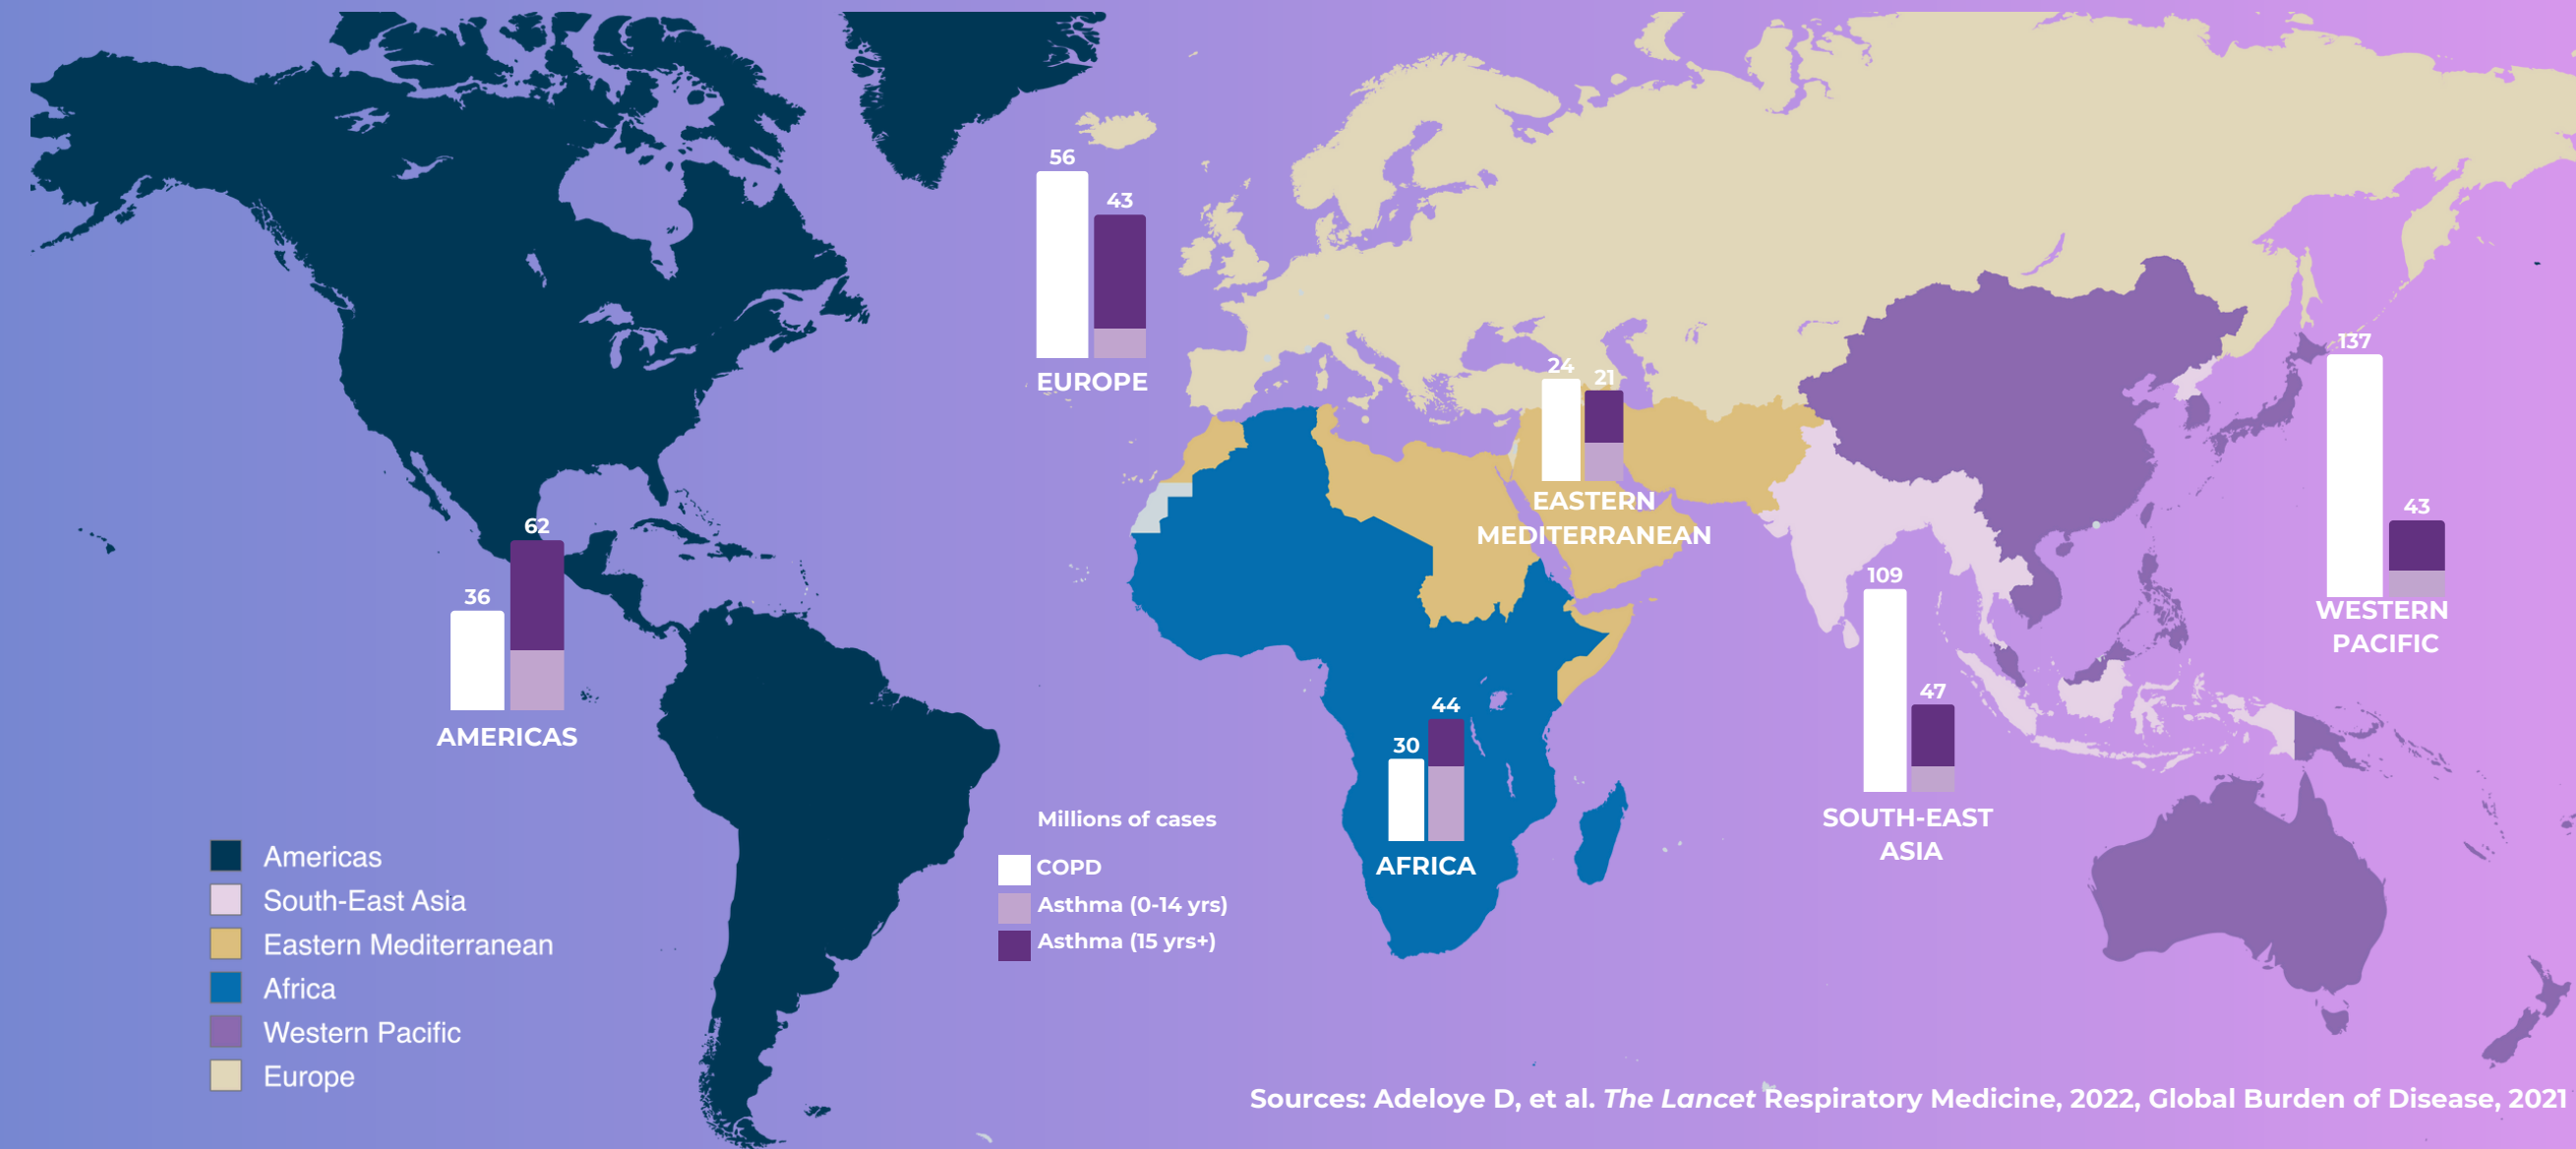 56
43
EUROPE
137
43
WESTERN
PACIFIC
24
21
EASTERN
MEDITERRANEAN
62
36
AMERICAS
109
47
SOUTH-EAST
ASIA
44
30
AFRICA
Millions of cases
COPD
Asthma (0-14 yrs)
Asthma (15 yrs+)
Americas
South-East Asia
Eastern Mediterranean
Africa
Western Pacific
Europe
Sources: Adeloye D, et al. The Lancet Respiratory Medicine, 2022, Global Burden of Disease, 2021